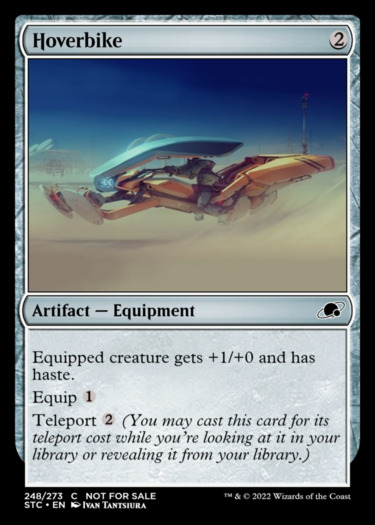 Hoverbike 2
Artifact — Equipment
Equipped creature gets +1/+0 and has
haste.
Equip 1
Teleport 2 (You may cast this card for its
teleport cost while you're looking at it in your
library or revealing it from your library.)
248/273 C NOT FOR SALE
STC • EN Ivan Tantsiura
™ & © 2022 Wizards of the Coast